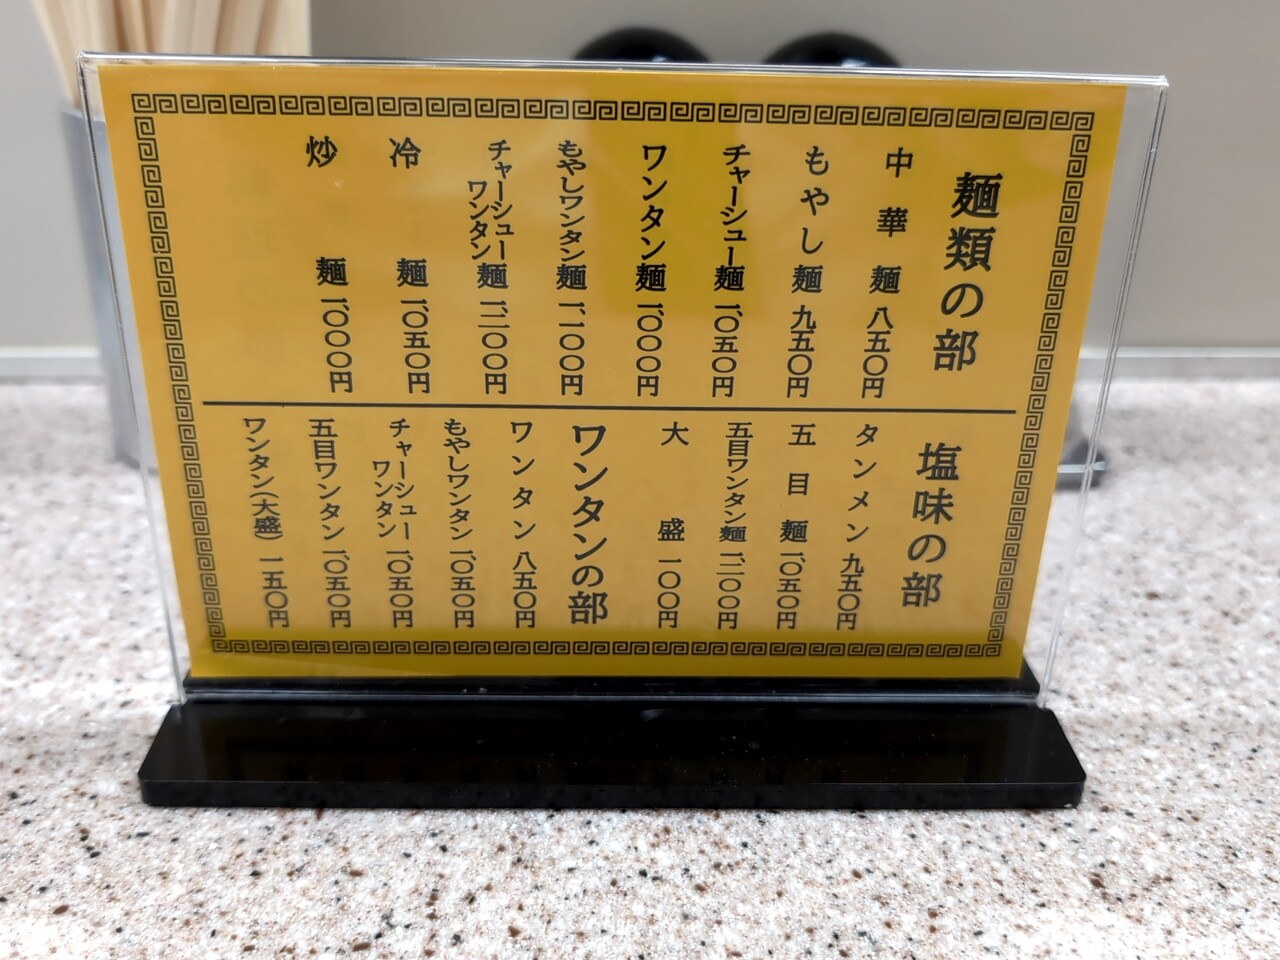 麺類の部
中華麺 八五〇円
もやし麺 九五〇円
チャーシュー麺 一、〇五〇円
ワンタン麺 一、〇〇〇円
もやしワンタン麺 一、一〇〇円
チャーシューワンタン麺 一、二〇〇円
冷麺 一、〇五〇円
炒麺 一、〇〇〇円
塩味の部
タンメン 九五〇円
五目麺 一、〇五〇円
五目ワンタン麺 一、二〇〇円
大盛 一〇〇円
ワンタンの部
ワンタン 八五〇円
もやしワンタン 一、〇五〇円
チャーシューワンタン 一、〇五〇円
五目ワンタン 一、〇五〇円
ワンタン(大盛) 一五〇円